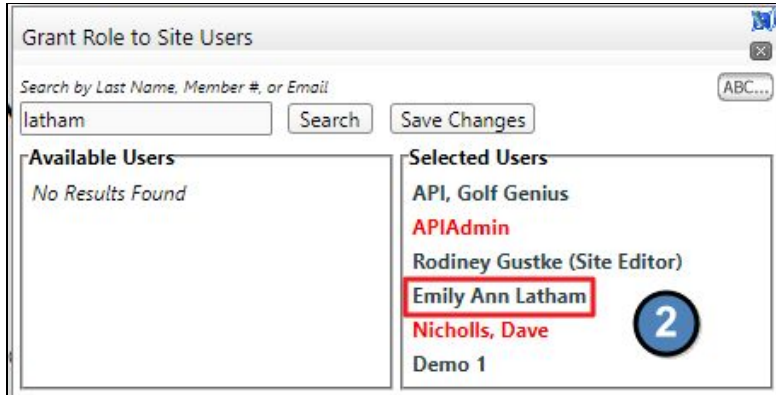 Grant Role to Site Users
Search by Last Name, Member #, or Email
ABC...
latham
Search
Save Changes
Available Users
No Results Found
Selected Users
API, Golf Genius
APIAdmin
Rodiney Gustke (Site Editor)
Emily Ann Latham
Nicholls, Dave
Demo 1
2